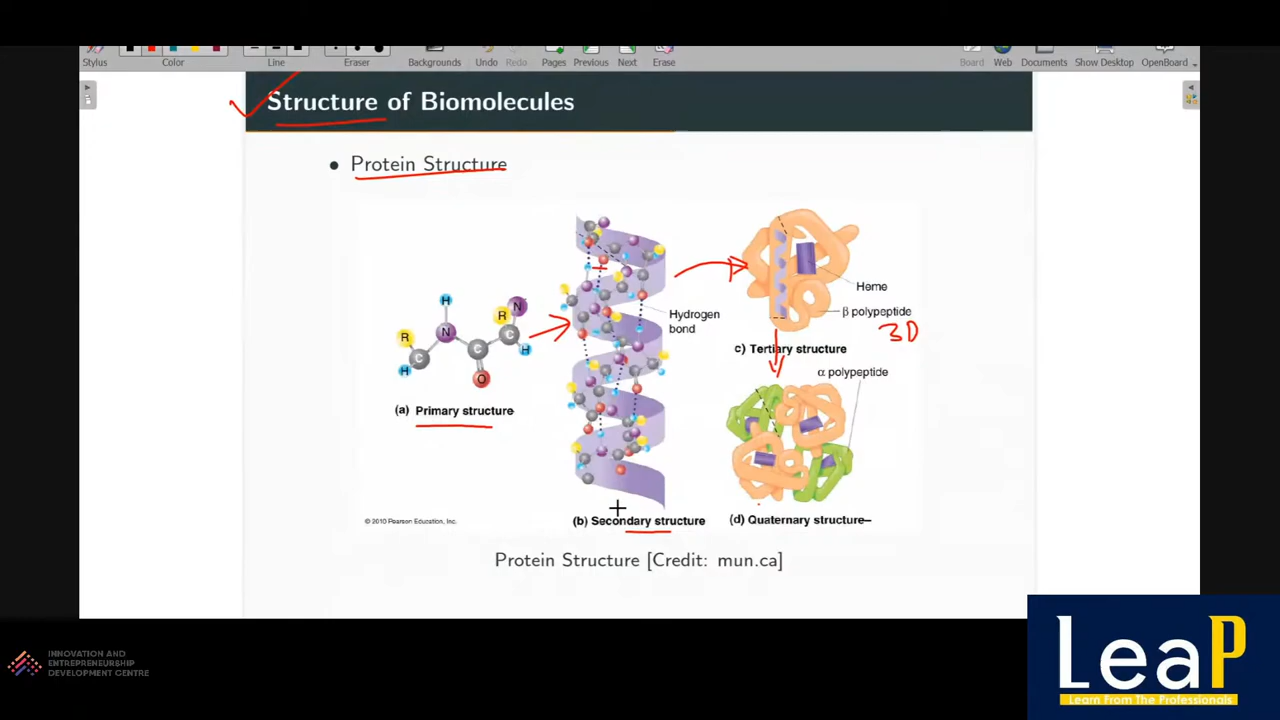 Stylus Color Line Eraser Backgrounds Undo Redo Pages Previous Next Erase Board Web Documents Show Desktop OpenBoard
Structure of Biomolecules
• Protein Structure
H
R
N
C
H
C
O
R
N
C
H
(a) Primary structure
Hydrogen
bond
(b) Secondary structure
Heme
β polypeptide
3D
c) Tertiary structure
α polypeptide
(d) Quaternary structure
© 2010 Pearson Education, Inc.
Protein Structure [Credit: mun.ca]
INNOVATION AND
ENTREPRENEURSHIP
DEVELOPMENT CENTRE
LeaP
Learn From The Professionals